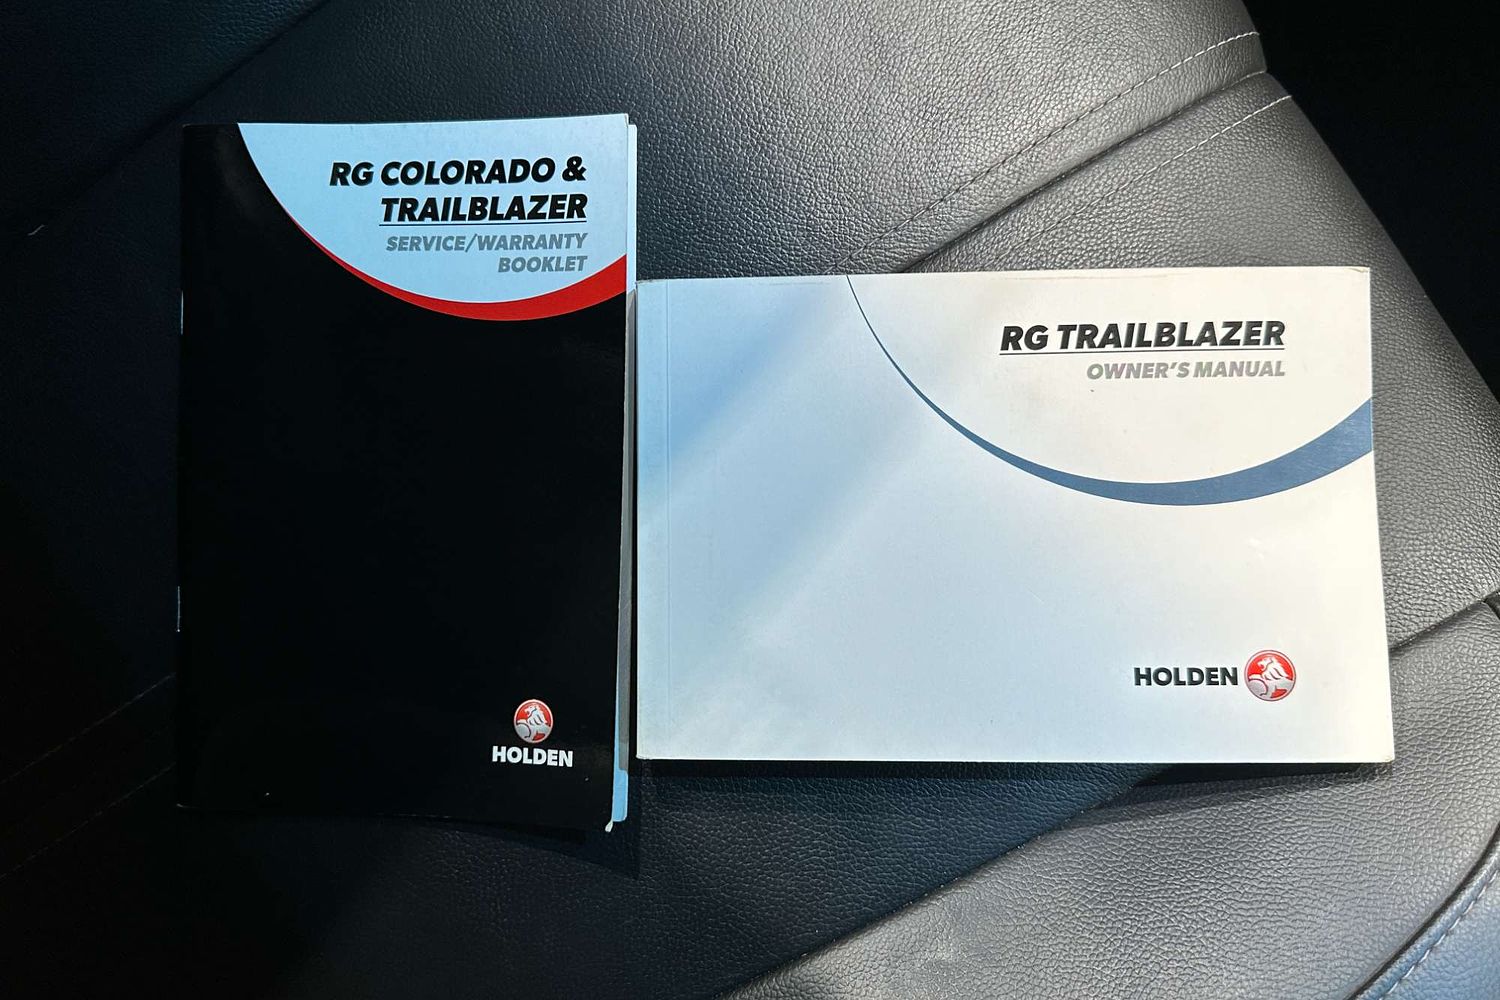 RG COLORADO &
TRAILBLAZER
SERVICE/WARRANTY
BOOKLET
HOLDEN
RG TRAILBLAZER
OWNER'S MANUAL
HOLDEN